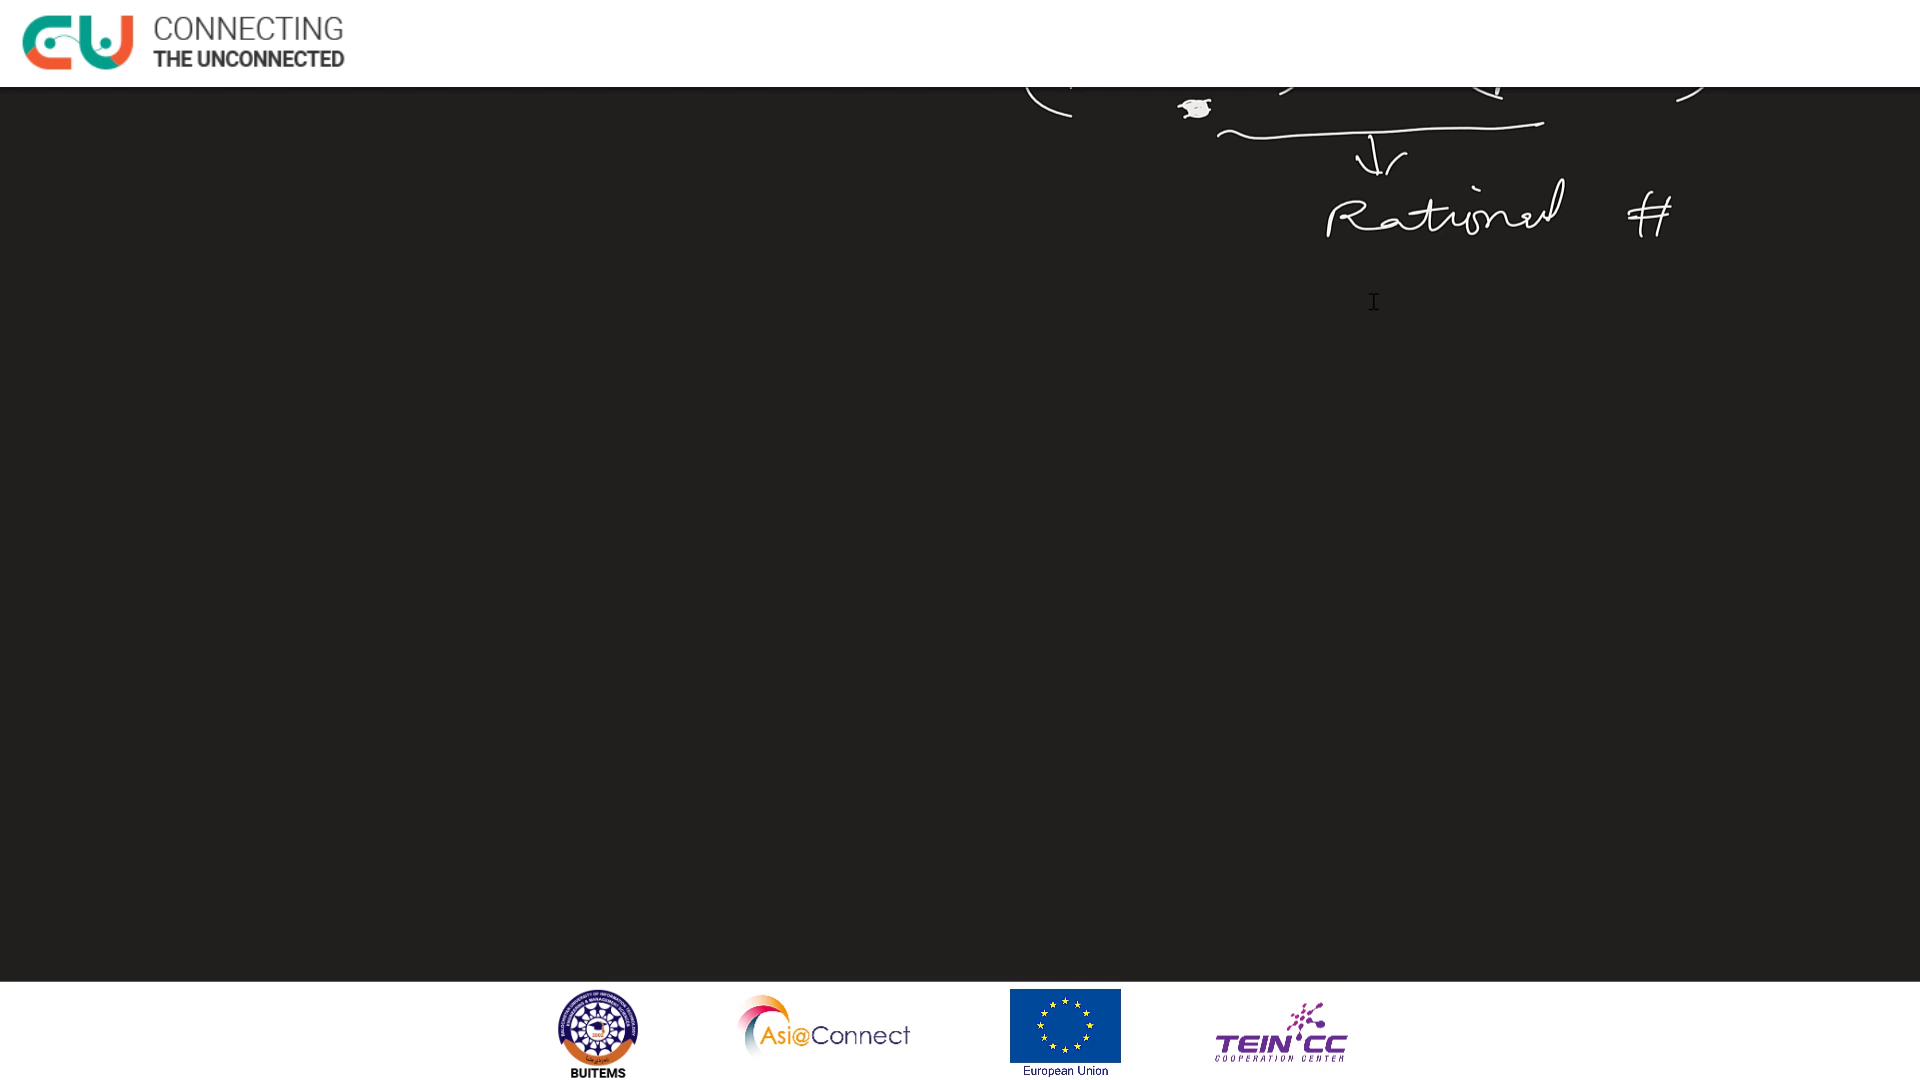 CONNECTING
THE UNCONNECTED
Rational #
BUITEMS
Asi@Connect
European Union
TEIN*CC
COOPERATION CENTER